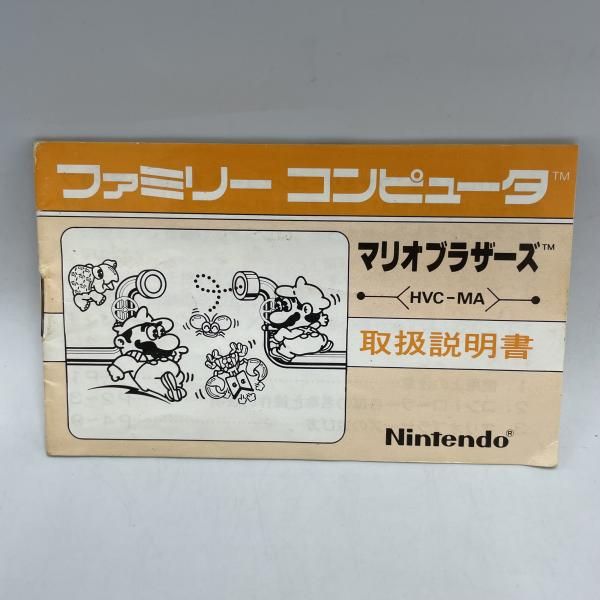 ファミリー コンピュータ™
マリオブラザーズ™
HVC-MA
取扱説明書
Nintendo®